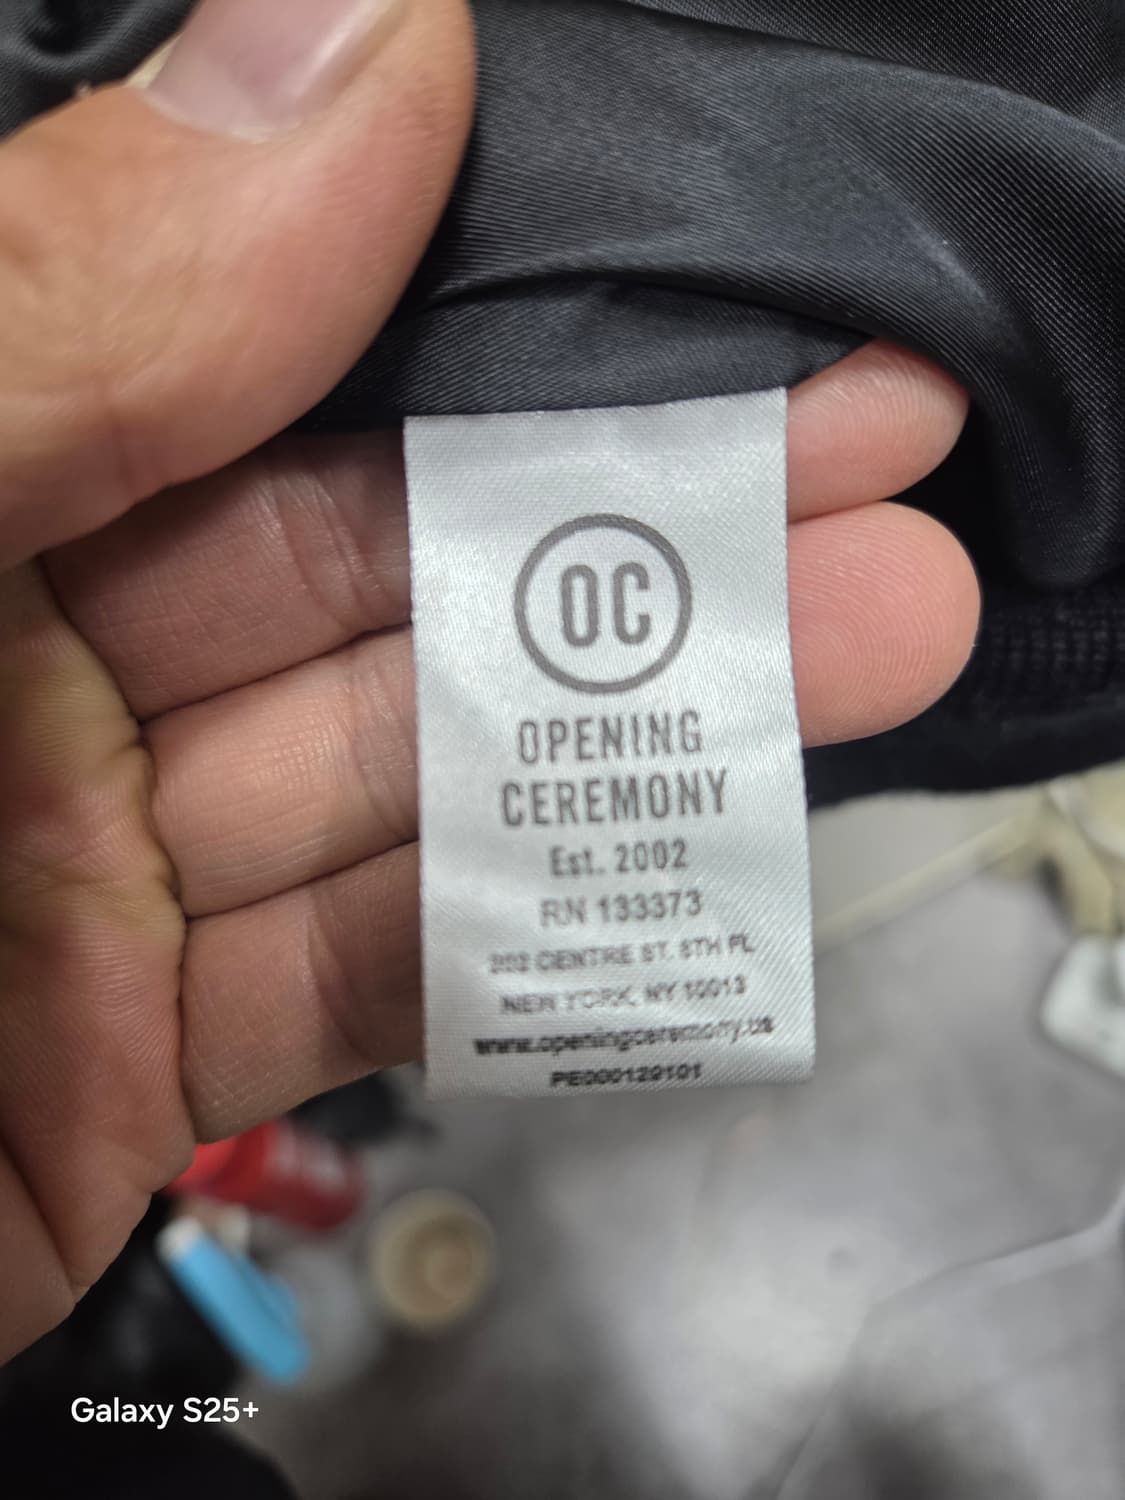 OC
OPENING
CEREMONY
Est. 2002
RN 133373
CENTRE ST. 8TH FL
NEW YORK, NY 10013
www.openingceremony.us
PE000129101
Galaxy S25+